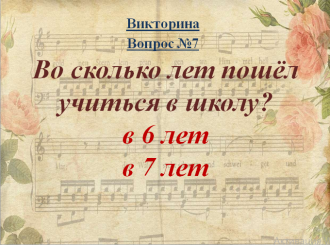 Викторина
Вопрос №7
Во сколько лет пошёл
учиться в школу?
в 6 лет
в 7 лет